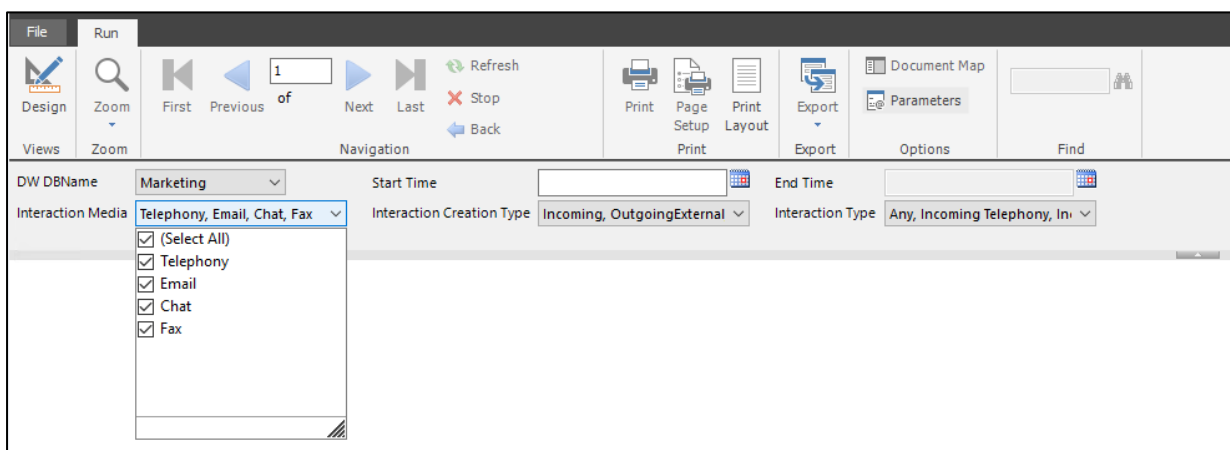 File Run
Design Zoom First Previous 1 of Next Last Refresh Stop Back Print Page Setup Print Layout Export Document Map Parameters
Views Zoom Navigation Print Export Options Find
DW DBName Marketing Start Time End Time
Interaction Media Telephony, Email, Chat, Fax Interaction Creation Type Incoming, OutgoingExternal Interaction Type Any, Incoming Telephony,
(Select All)
Telephony
Email
Chat
Fax